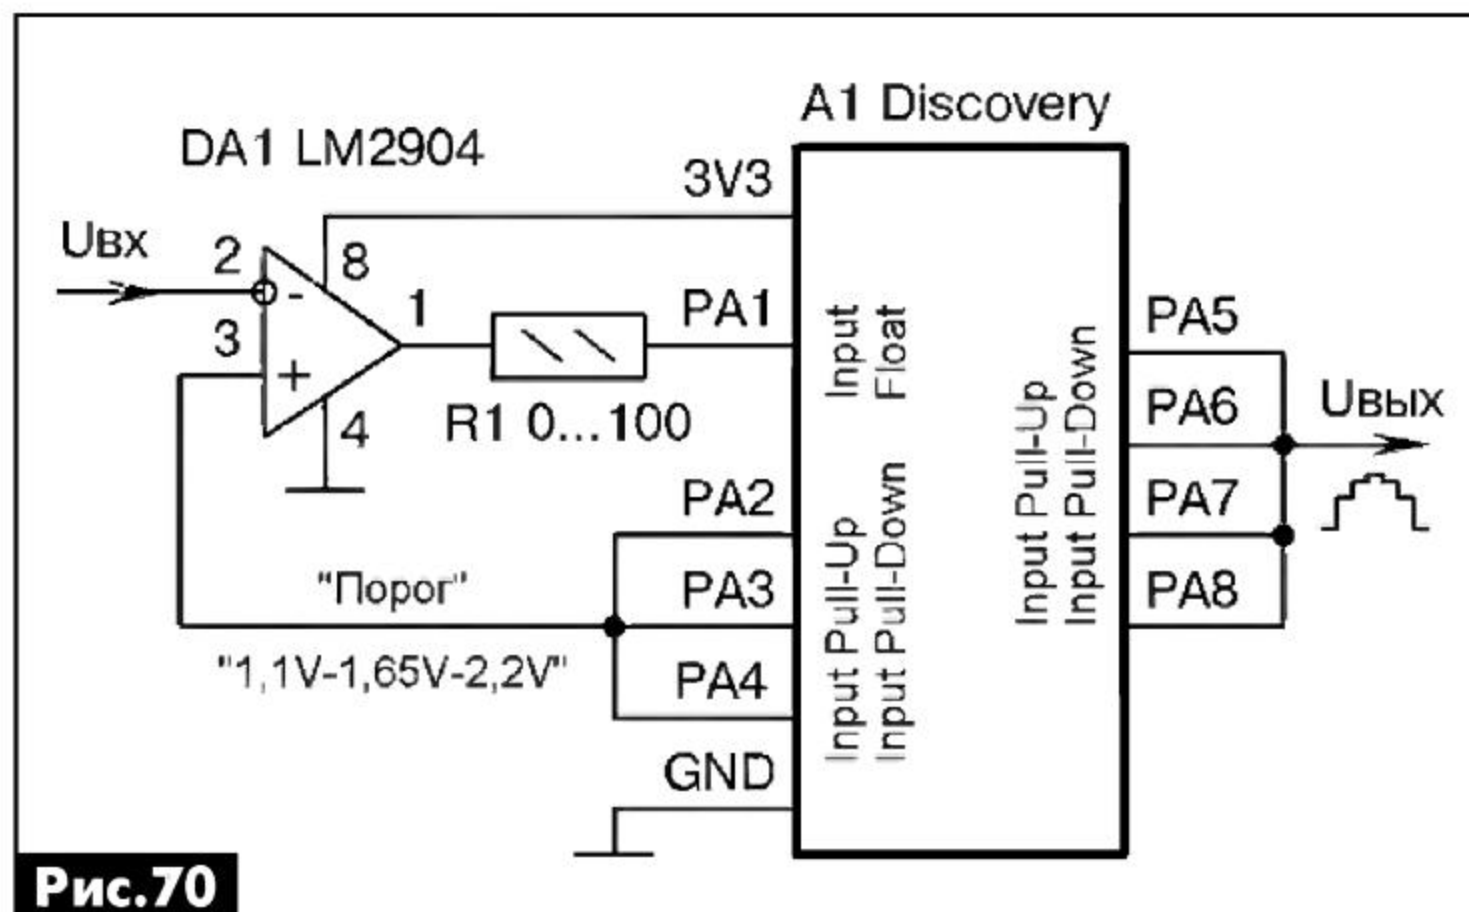 A1 Discovery
DA1 LM2904
3V3
Uвх
2
8
-
1
PA1
3
+
4
R1 0...100
Input
Float
PA2
PA3
PA4
"Порог"
"1,1V-1,65V-2,2V"
Input Pull-Up
Input Pull-Down
GND
Input Pull-Up
Input Pull-Down
PA5
PA6
PA7
PA8
Uвых
Рис.70